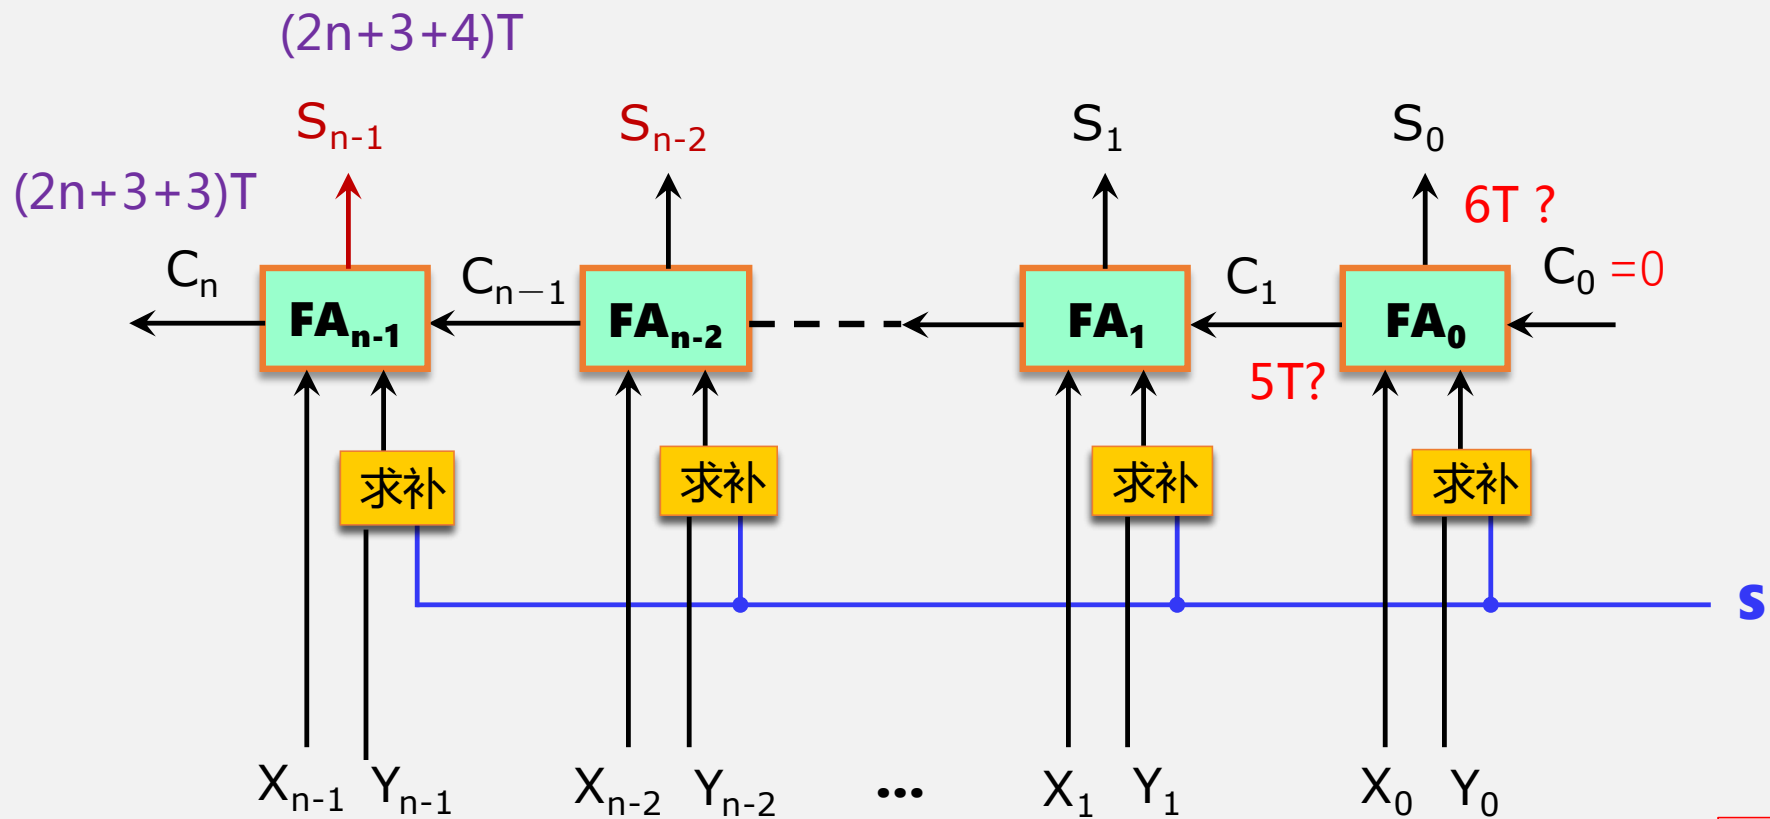 (2n+3+4)T
Sn-1 Sn-2 S1 S0
(2n+3+3)T 6T ?
Cn Cn−1 C1 C0 =0
FAn-1 FAn-2 FA1 FA0
5T?
求补 求补 求补 求补
S
Xn-1 Yn-1 Xn-2 Yn-2 ... X1 Y1 X0 Y0